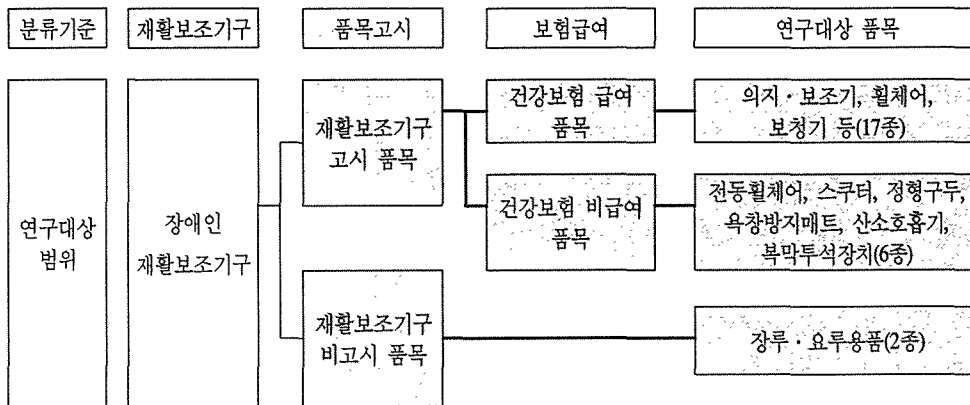 분류기준 재활보조기구 품목고시 보험급여 연구대상 품목
연구대상
범위
장애인
재활보조기구
재활보조기구
고시 품목
건강보험 급여
품목
의지·보조기, 휠체어,
보청기 등(17종)
건강보험 비급여
품목
전동휠체어, 스쿠터, 정형구두,
욕창방지매트, 산소호흡기,
복막투석장치(6종)
재활보조기구
비고시 품목
장루·요루용품(2종)